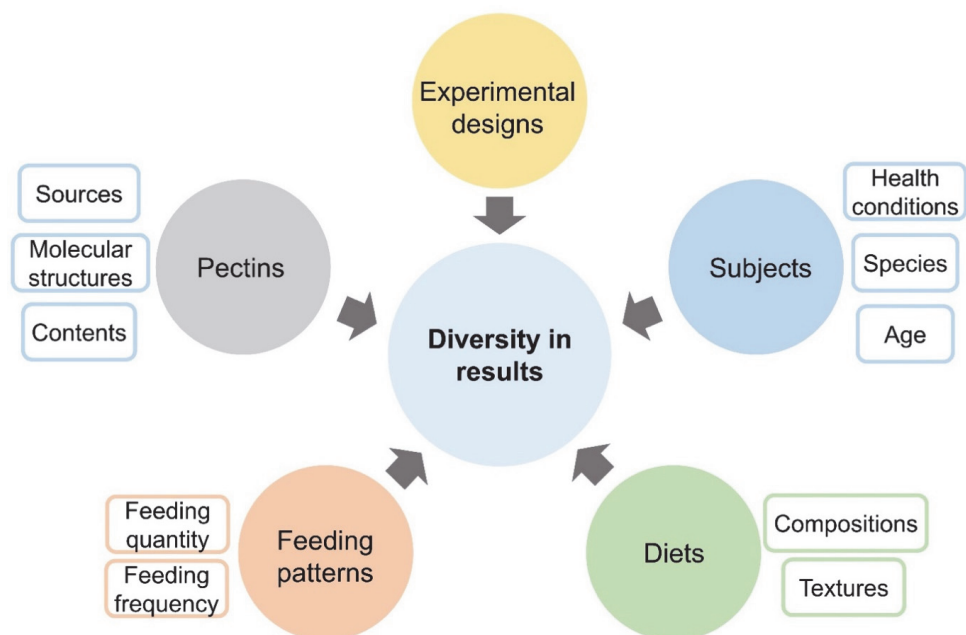 Experimental
designs
Sources
Molecular
structures
Contents
Pectins
Health
conditions
Species
Age
Subjects
Diversity in
results
Feeding
quantity
Feeding
frequency
Feeding
patterns
Diets
Compositions
Textures